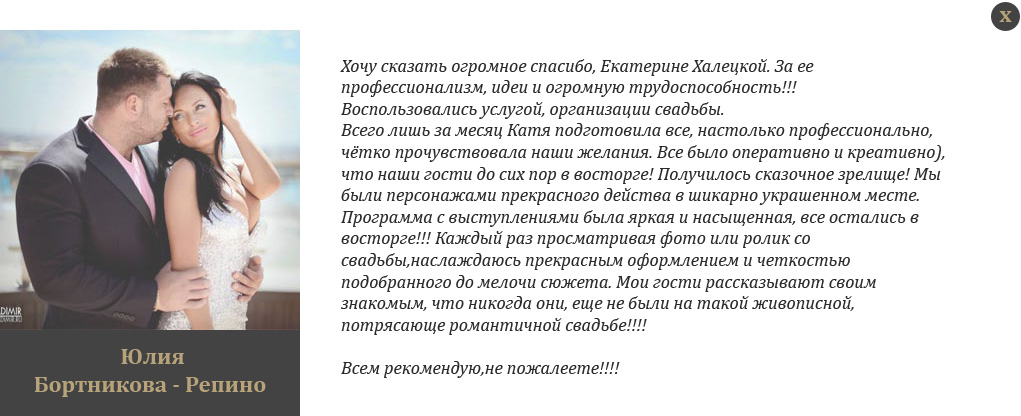 X
Хочу сказать огромное спасибо, Екатерине Халецкой. За ее
профессионализм, идеи и огромную трудоспособность!!!
Воспользовались услугой, организации свадьбы.
Всего лишь за месяц Катя подготовила все, настолько профессионально,
чётко прочувствовала наши желания. Все было оперативно и креативно),
что наши гости до сих пор в восторге! Получилось сказочное зрелище! Мы
были персонажами прекрасного действа в шикарно украшенном месте.
Программа с выступлениями была яркая и насыщенная, все остались в
восторге!!! Каждый раз просматривая фото или ролик со
свадьбы,наслаждаюсь прекрасным оформлением и четкостью
подобранного до мелочи сюжета. Мои гости рассказывают своим
знакомым, что никогда они, еще не были на такой живописной,
потрясающе романтичной свадьбе!!!!
Всем рекомендую,не пожалеете!!!!
Юлия
Бортникова - Репино